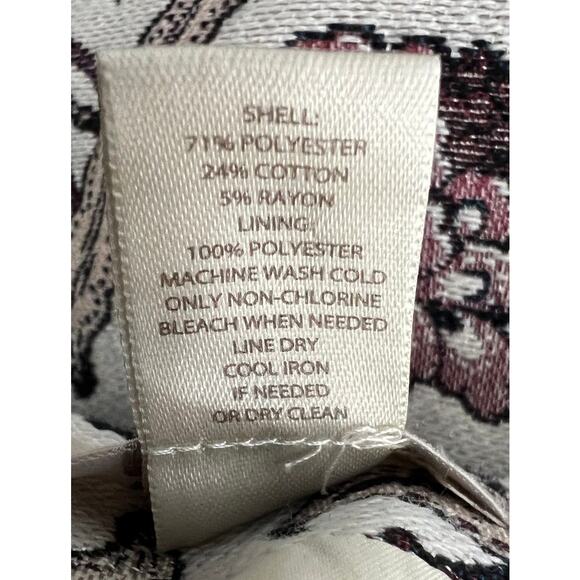 SHELL:
71% POLYESTER
24% COTTON
5% RAYON
LINING:
100% POLYESTER
MACHINE WASH COLD
ONLY NON-CHLORINE
BLEACH WHEN NEEDED
LINE DRY
COOL IRON
IF NEEDED
OR DRY CLEAN